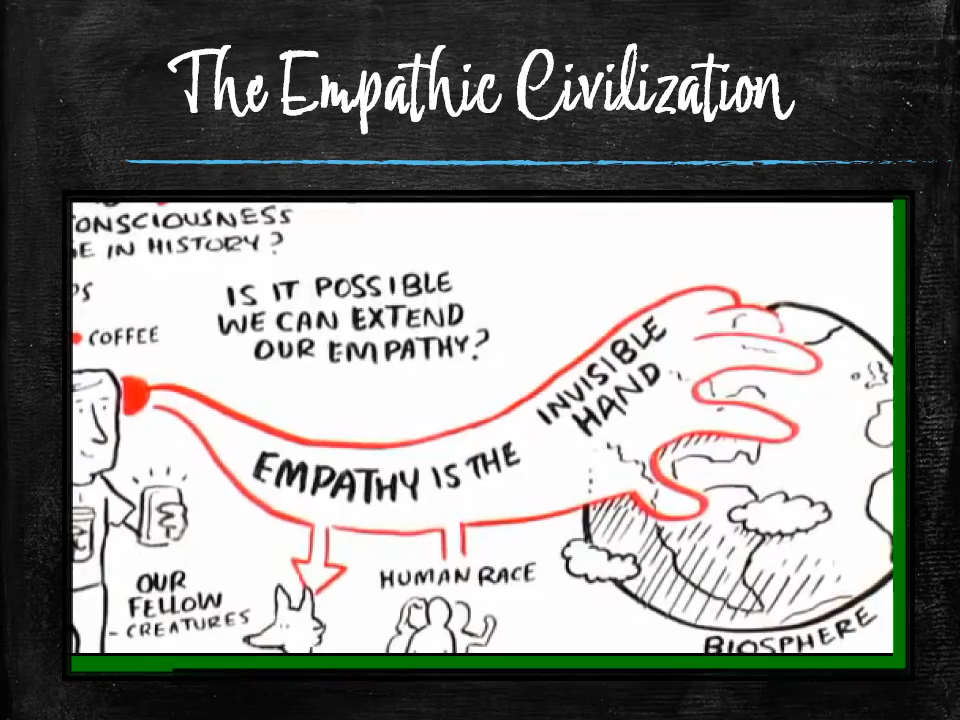 The Empathic Civilization
ONSCIOUSNESS
E IN HISTORY?
PS
COFFEE
IS IT POSSIBLE
WE CAN EXTEND
OUR EMPATHY?
EMPATHY IS THE
INVISIBLE
HAND
OUR
FELLOW
- CREATURES
HUMAN RACE
BIOSPHERE